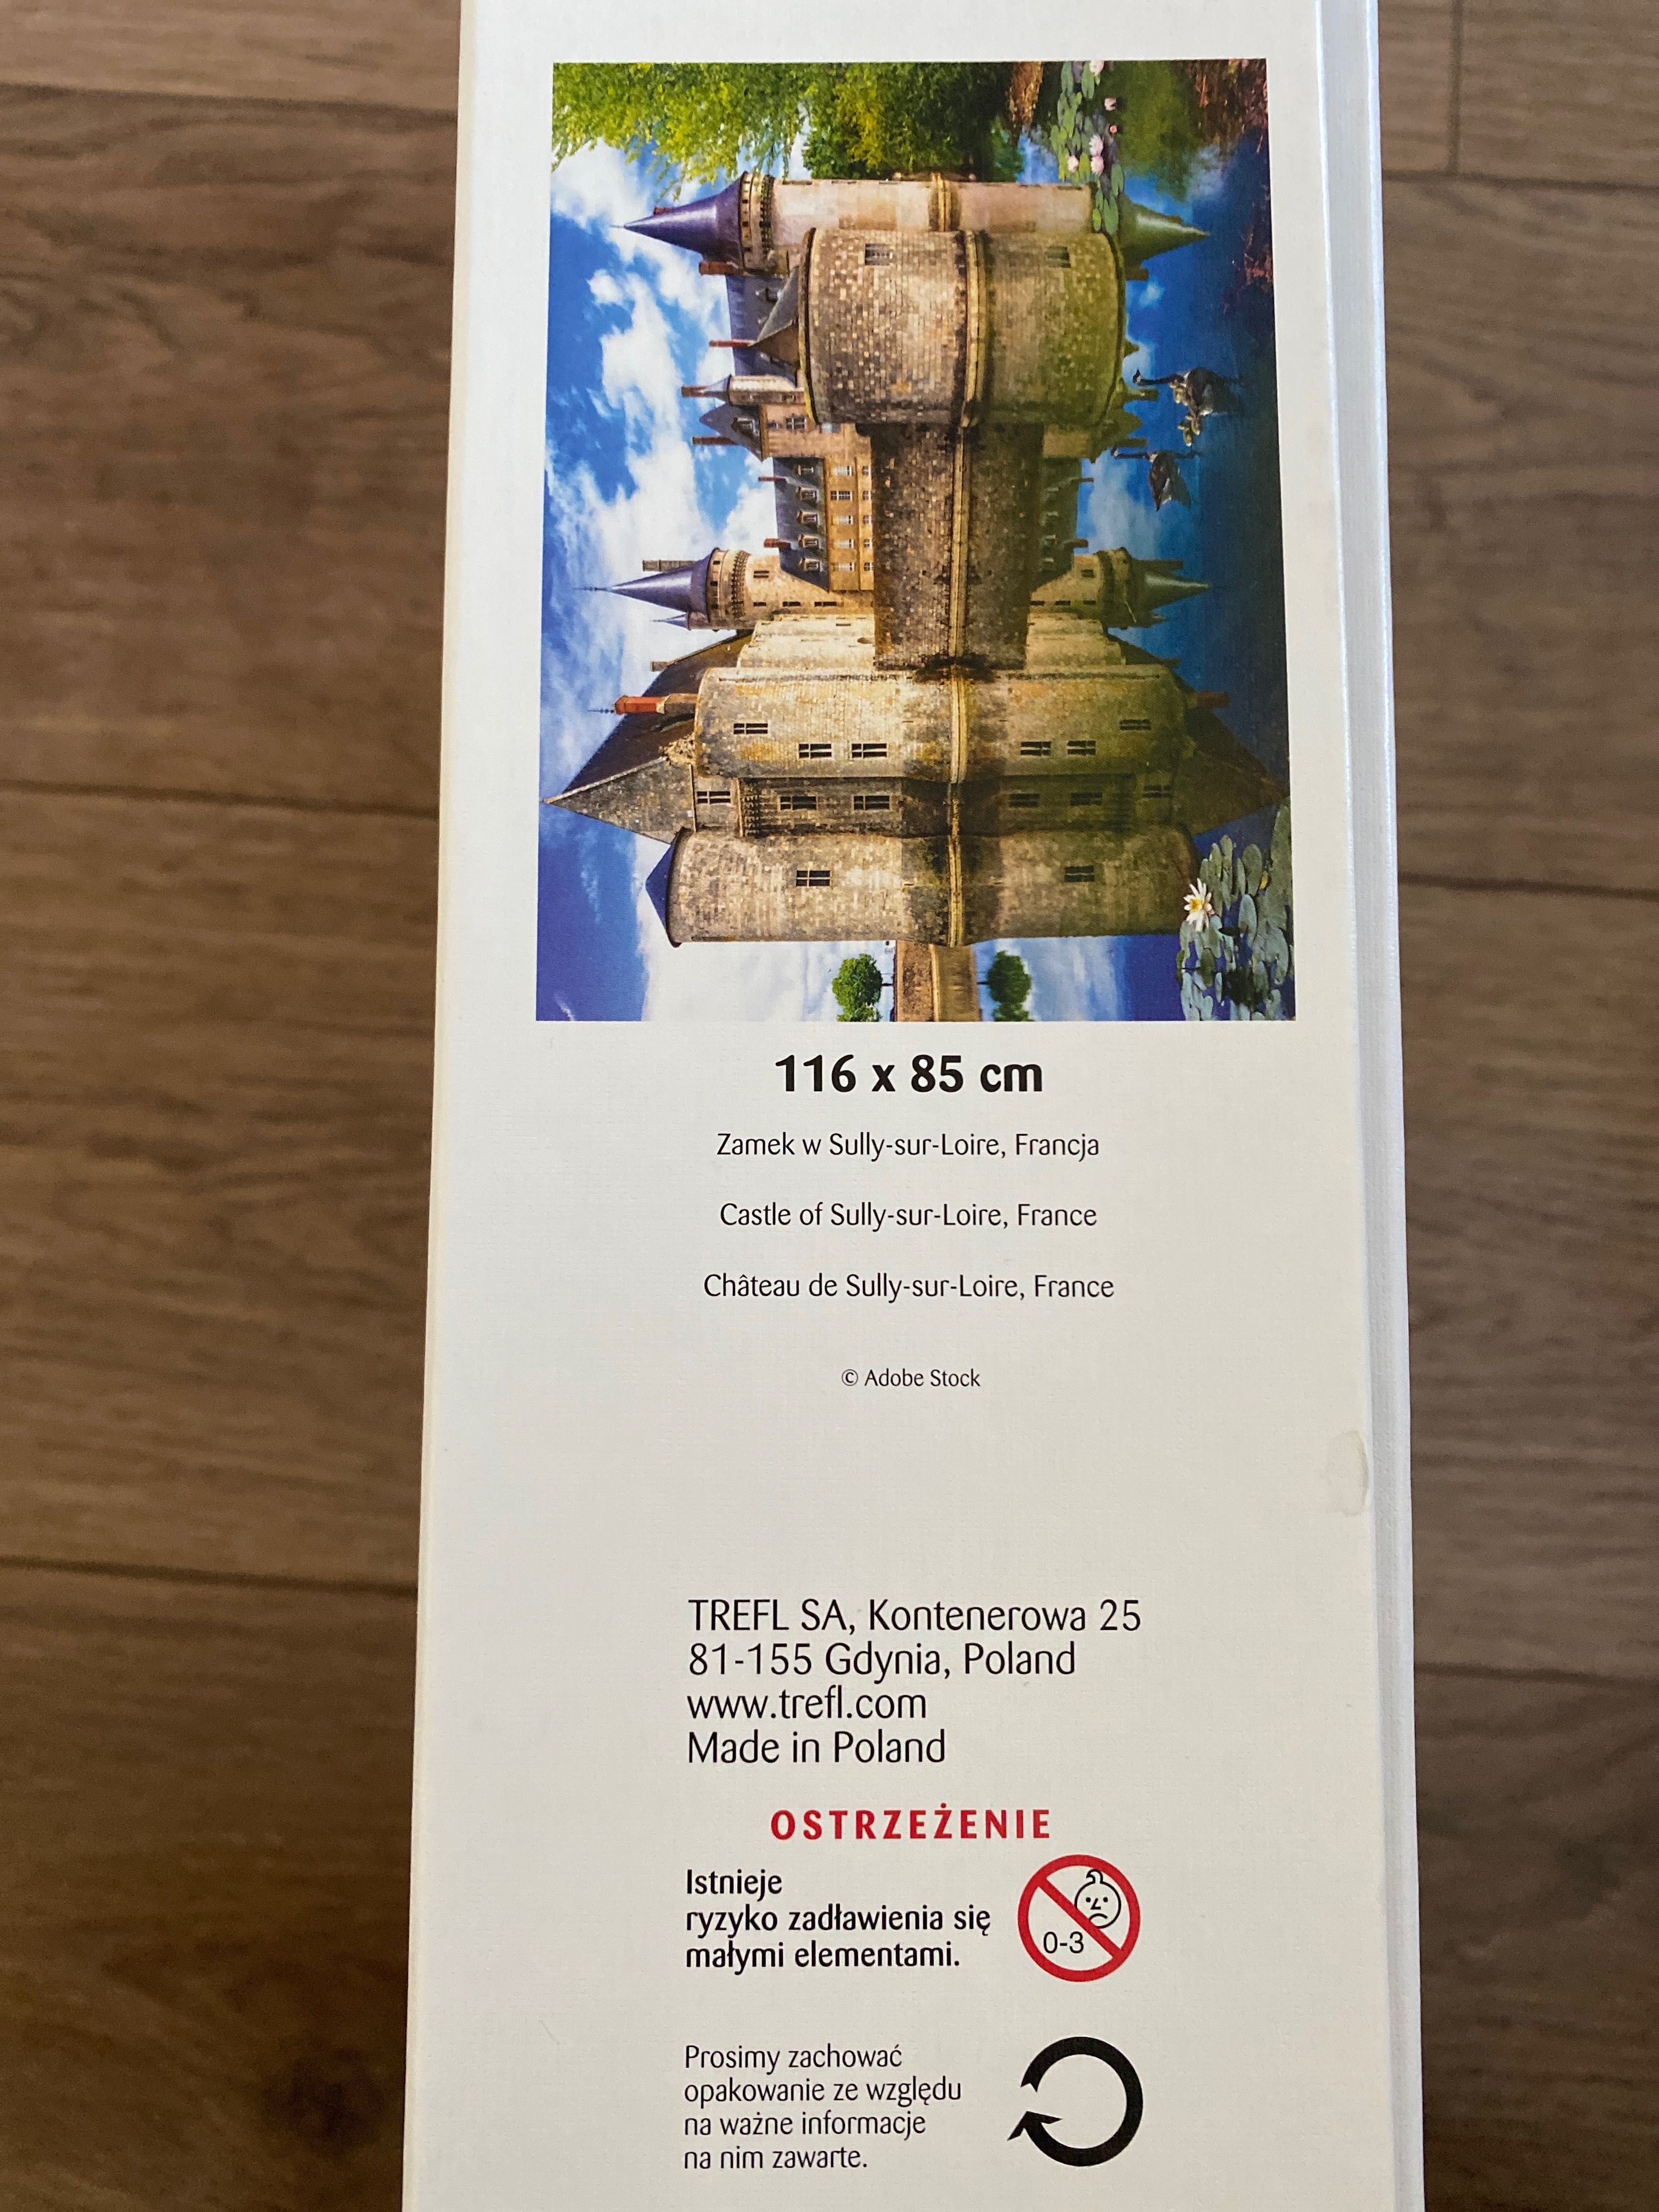 116 x 85 cm
Zamek w Sully-sur-Loire, Francja
Castle of Sully-sur-Loire, France
Château de Sully-sur-Loire, France
© Adobe Stock
TREFL SA, Kontenerowa 25
81-155 Gdynia, Poland
www.trefl.com
Made in Poland
OSTRZEŻENIE
Istnieje
ryzyko zadławienia się
małymi elementami.
0-3
Prosimy zachować
opakowanie ze względu
na ważne informacje
na nim zawarte.